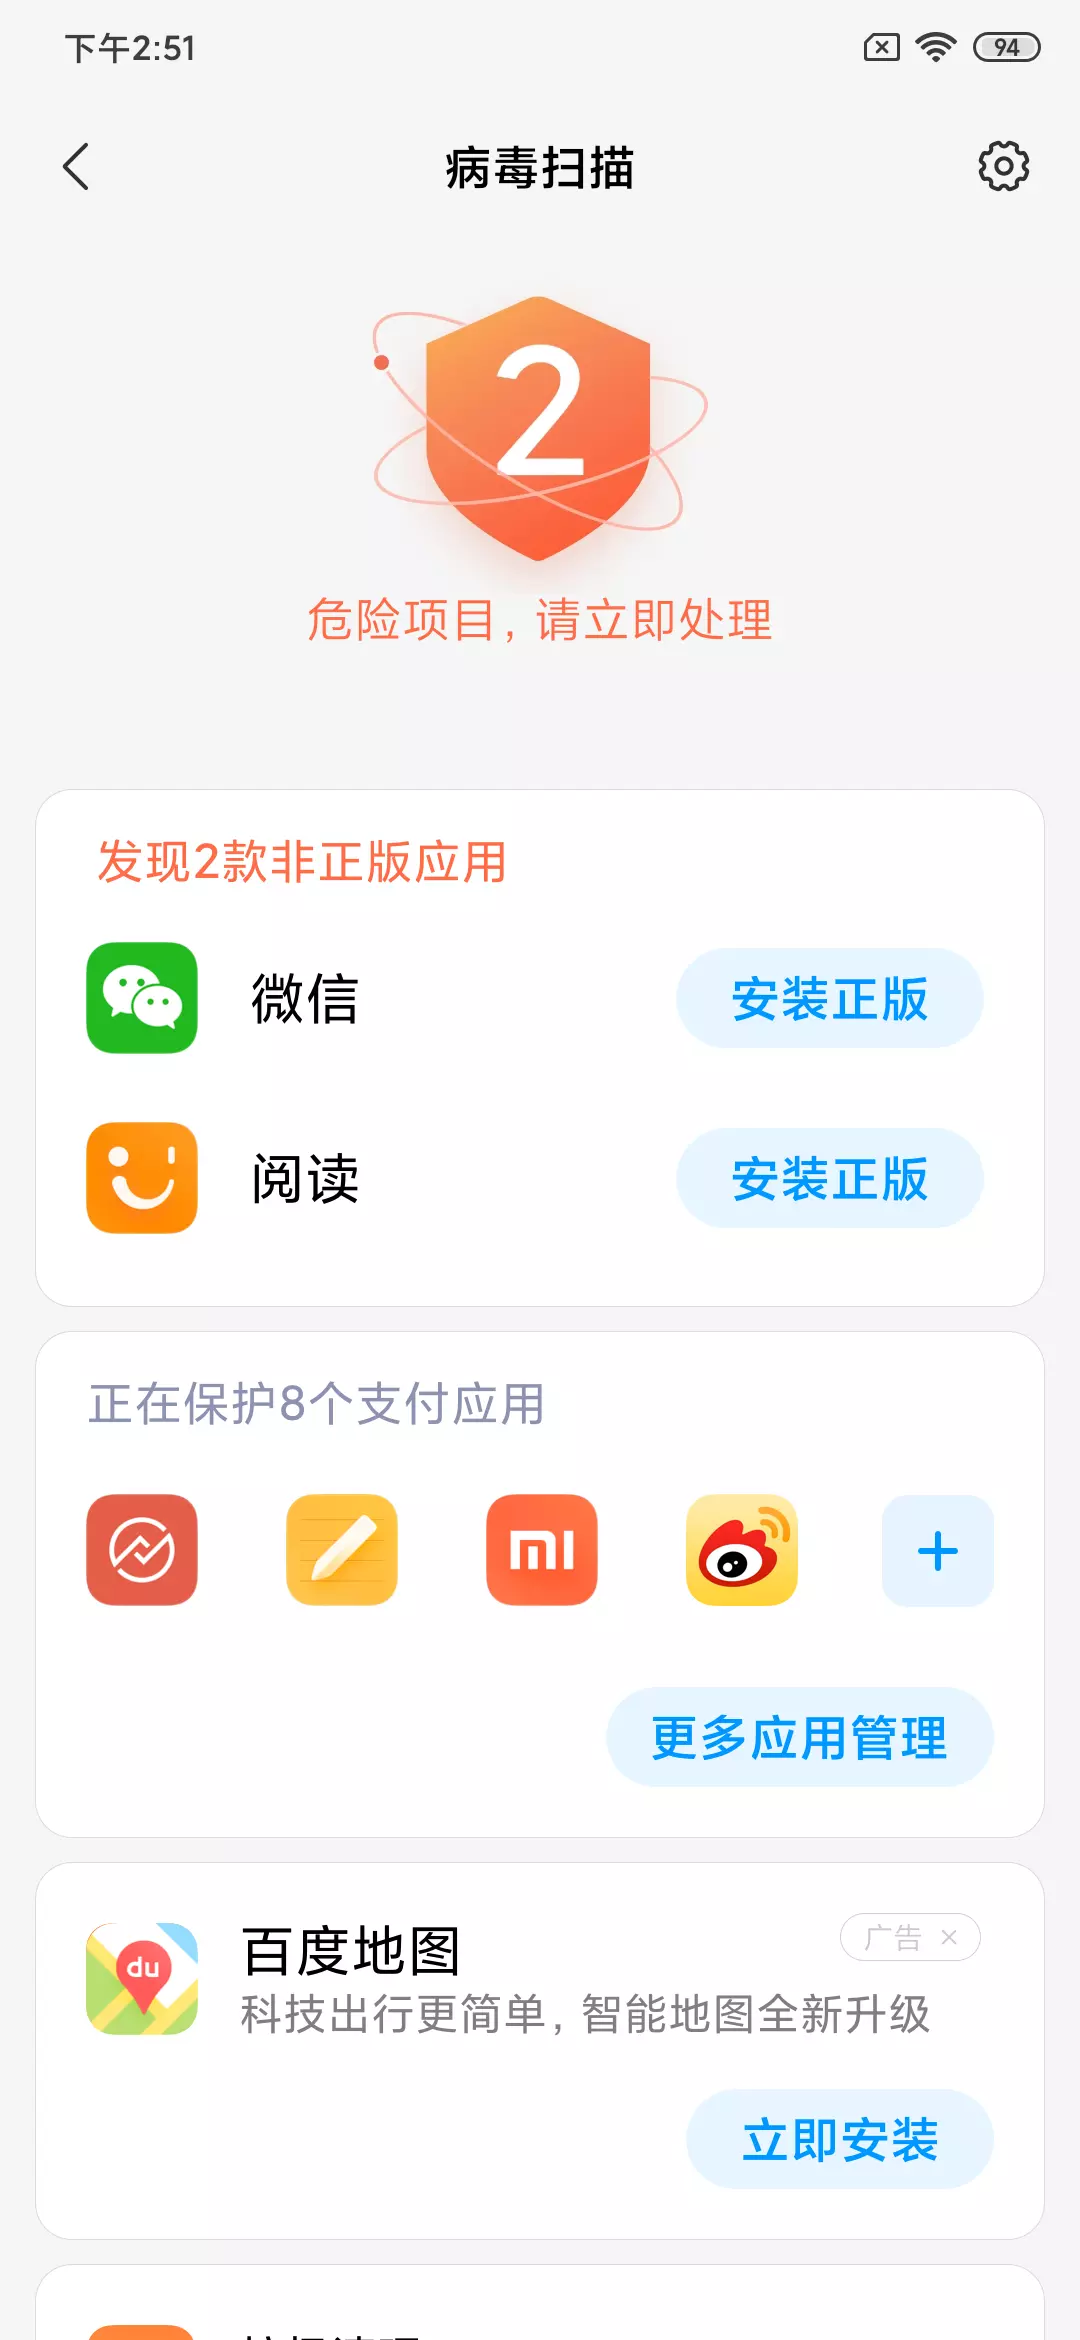 下午2:51
94
病毒扫描
2
危险项目，请立即处理
发现2款非正版应用
微信
安装正版
阅读
安装正版
正在保护8个支付应用
更多应用管理
du
百度地图
广告 ×
科技出行更简单，智能地图全新升级
立即安装